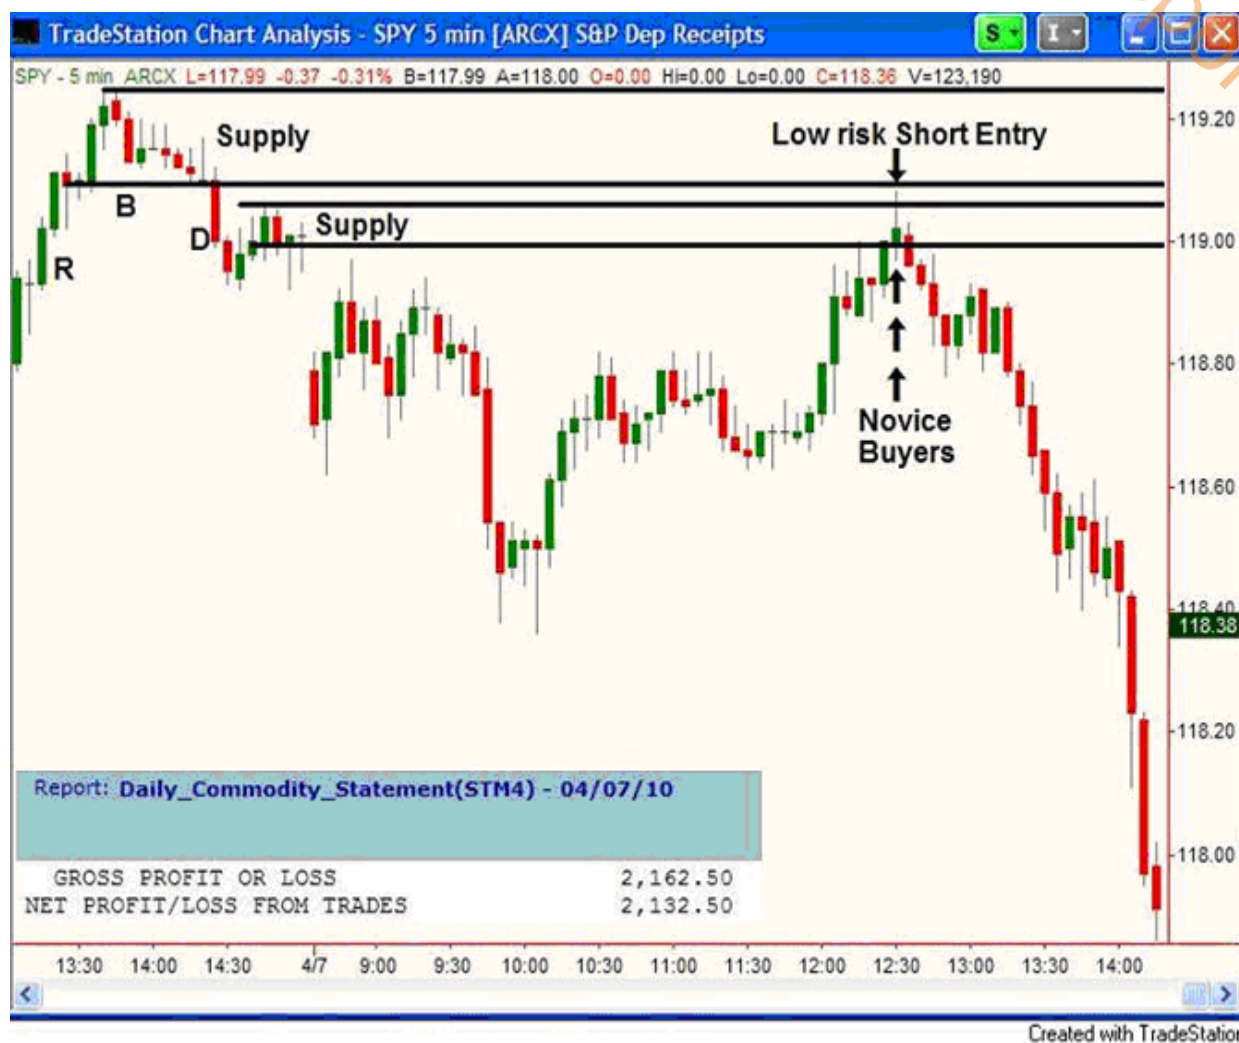 TradeStation Chart Analysis - SPY 5 min [ARCX] S&P Dep Receipts
S
I
SPY - 5 min ARCX L=117.99 -0.37 -0.31% B=117.99 A=118.00 O=0.00 Hi=0.00 Lo=0.00 C=118.36 V=123,190
119.20
Supply
Low risk Short Entry
B
Supply
D
119.00
R
118.80
Novice
Buyers
118.60
118.40
118.38
118.20
Report: Daily_Commodity_Statement(STM4) - 04/07/10
118.00
GROSS PROFIT OR LOSS 2,162.50
NET PROFIT/LOSS FROM TRADES 2,132.50
13:30 14:00 14:30 4/7 9:00 9:30 10:00 10:30 11:00 11:30 12:00 12:30 13:00 13:30 14:00
Created with TradeStation